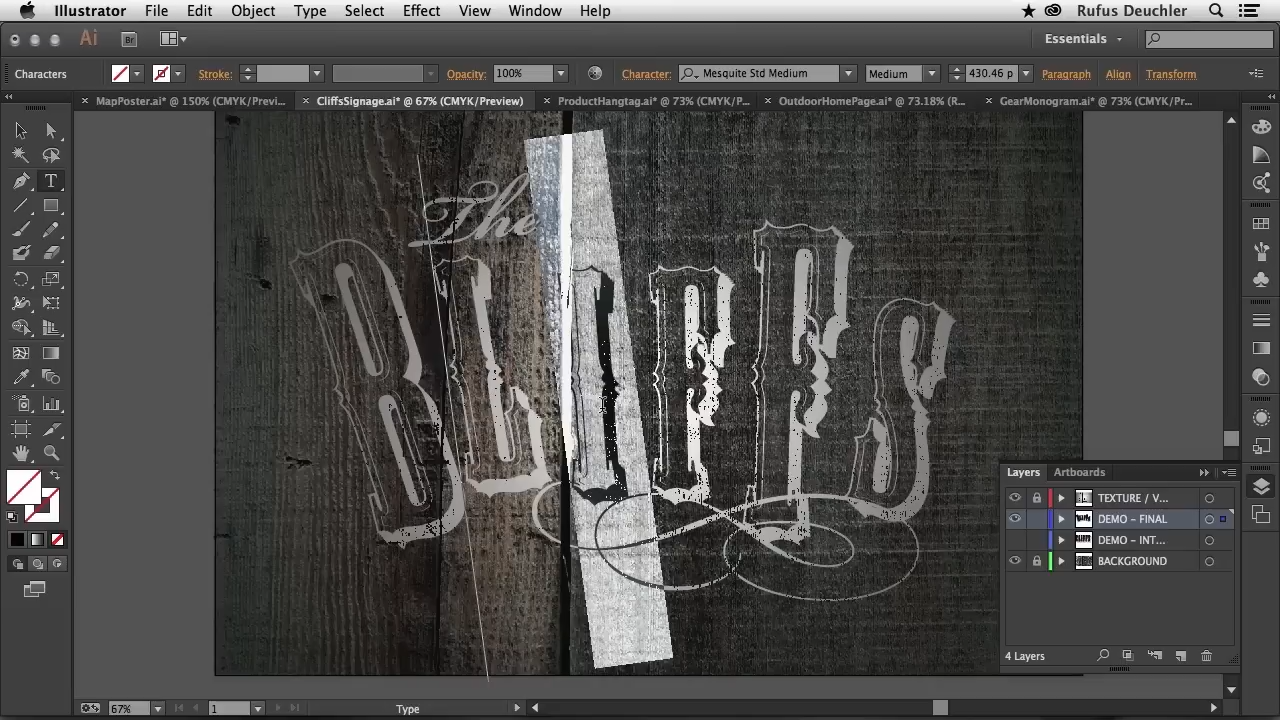 Illustrator File Edit Object Type Select Effect View Window Help Rufus Deuchler
Ai Br Essentials
Characters Stroke: Opacity: 100% Character: Mesquite Std Medium Medium 430.46 p Paragraph Align Transform
× MapPoster.ai* @ 150% (CMYK/Previ... × CliffsSignage.ai* @ 67% (CMYK/Preview) × ProductHangtag.ai* @ 73% (CMYK/P... × OutdoorHomePage.ai* @ 73.18% (R... × GearMonogram.ai* @ 73% (CMYK/Pr...
The
Layers Artboards
TEXTURE / V...
DEMO – FINAL
DEMO – INT...
BACKGROUND
4 Layers
67% 1 Type